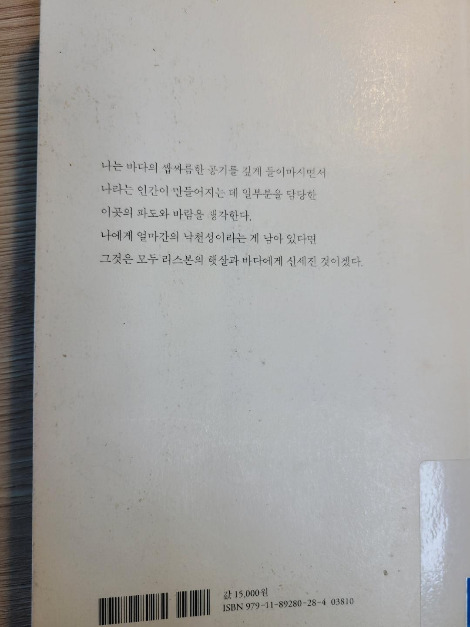 나는 바다의 쌉싸름한 공기를 깊게 들이마시면서
나라는 인간이 만들어지는 데 일부분을 담당한
이곳의 파도와 바람을 생각한다.
나에게 얼마간의 낙천성이라는 게 남아 있다면
그것은 모두 리스본의 햇살과 바다에게 신세진 것이겠다.
값 15,000원
ISBN 979-11-89280-28-4 03810